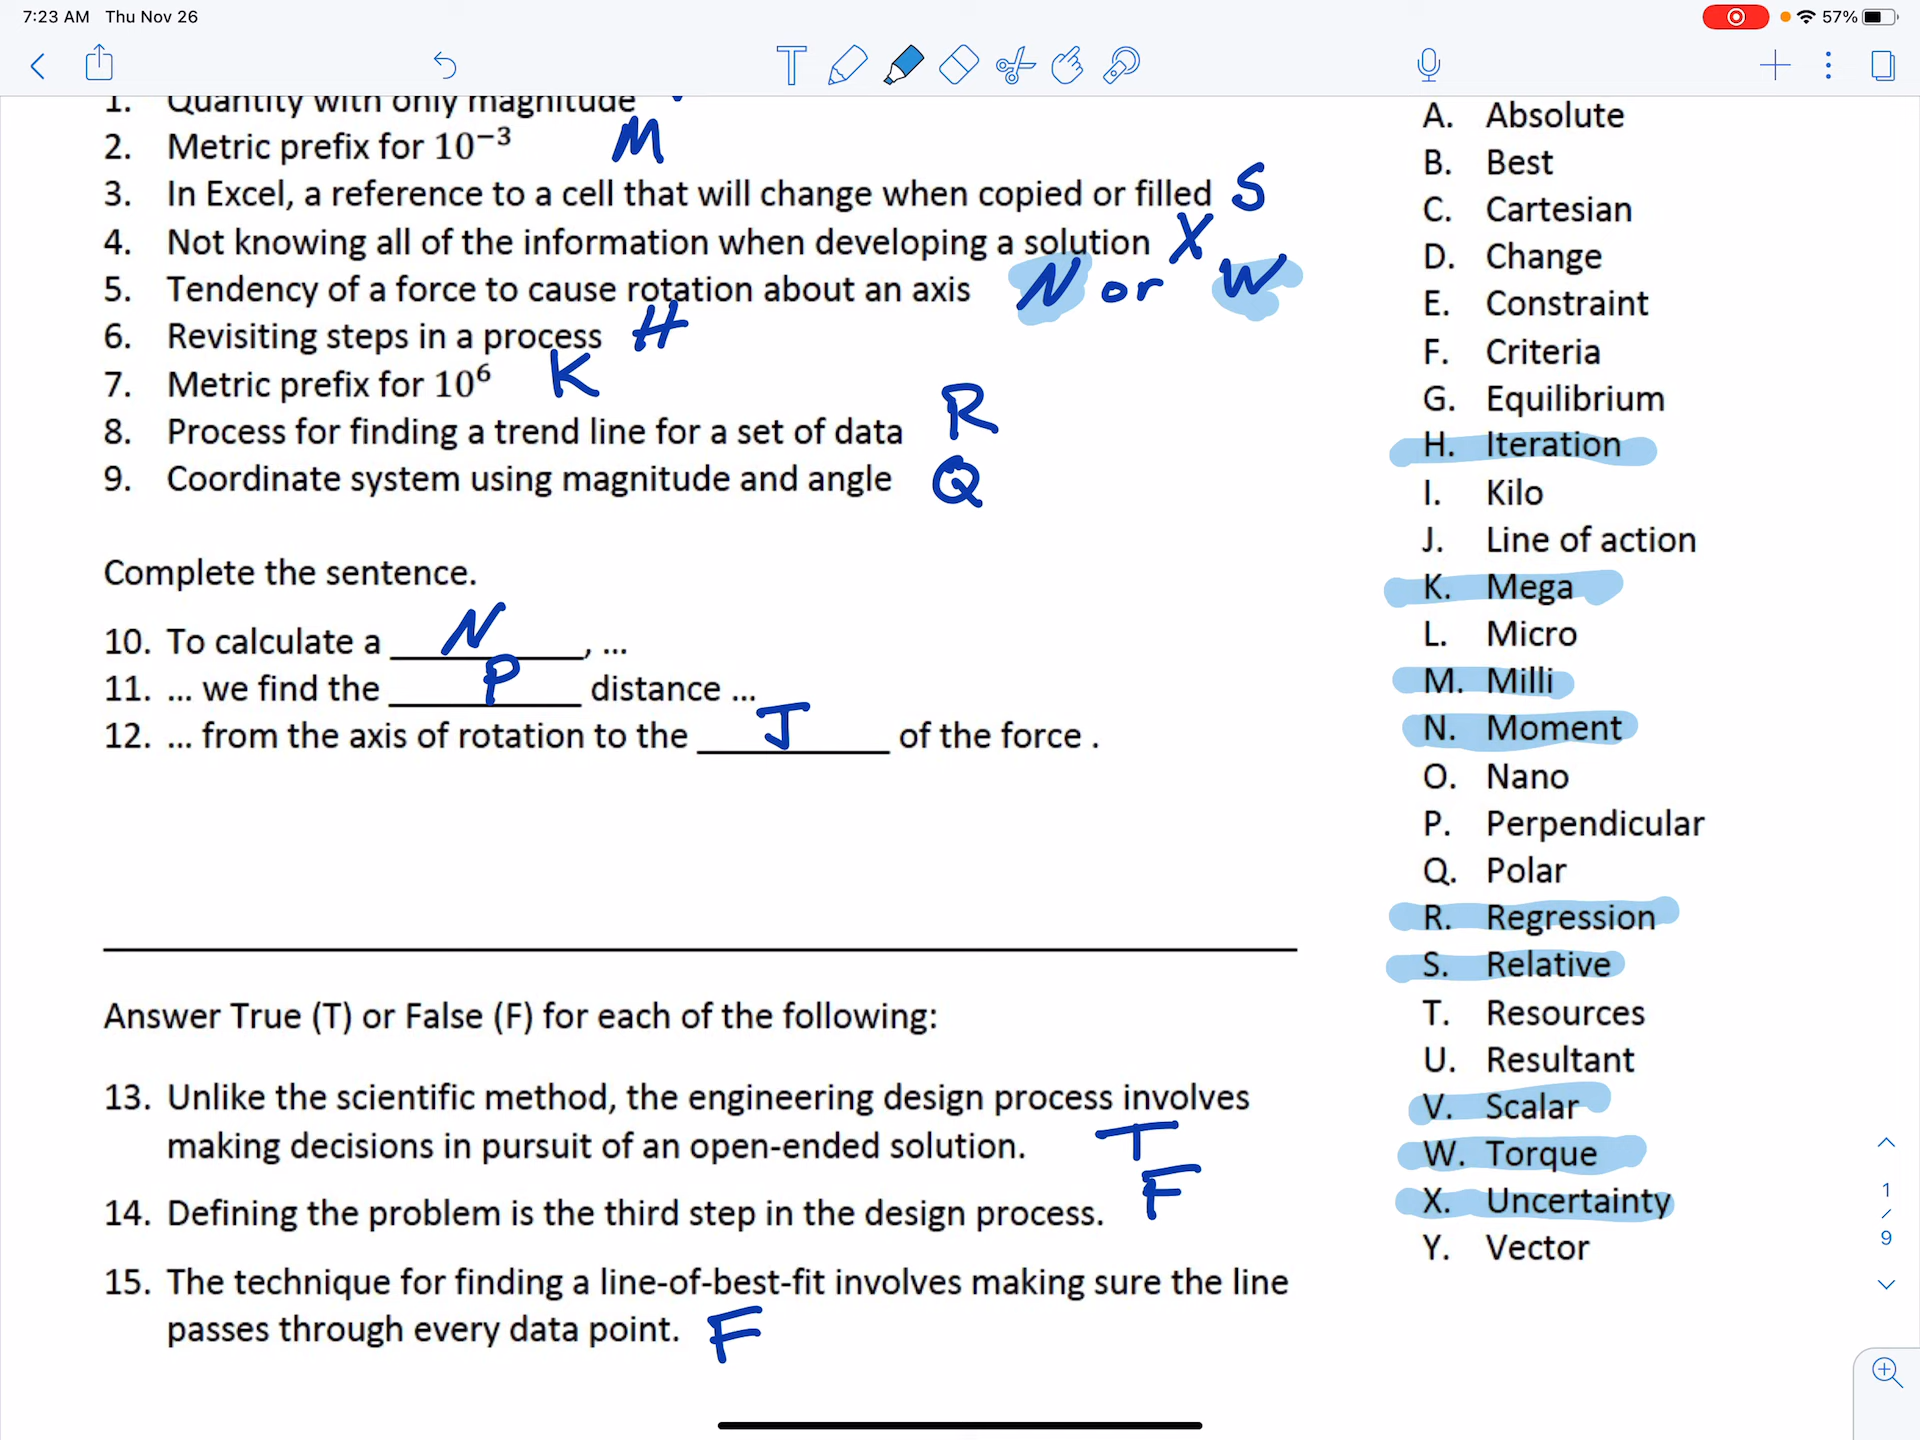 7:23 AM Thu Nov 26
57%
1. Quantity with only magnitude
2. Metric prefix for 10⁻³ M
3. In Excel, a reference to a cell that will change when copied or filled S
4. Not knowing all of the information when developing a solution X
5. Tendency of a force to cause rotation about an axis N or W
6. Revisiting steps in a process H
7. Metric prefix for 10⁶ K
8. Process for finding a trend line for a set of data R
9. Coordinate system using magnitude and angle Q
Complete the sentence.
10. To calculate a N, ...
11. ... we find the P distance ...
12. ... from the axis of rotation to the J of the force .
Answer True (T) or False (F) for each of the following:
13. Unlike the scientific method, the engineering design process involves
making decisions in pursuit of an open-ended solution. T
14. Defining the problem is the third step in the design process. F
15. The technique for finding a line-of-best-fit involves making sure the line
passes through every data point. F
A. Absolute
B. Best
C. Cartesian
D. Change
E. Constraint
F. Criteria
G. Equilibrium
H. Iteration
I. Kilo
J. Line of action
K. Mega
L. Micro
M. Milli
N. Moment
O. Nano
P. Perpendicular
Q. Polar
R. Regression
S. Relative
T. Resources
U. Resultant
V. Scalar
W. Torque
X. Uncertainty
Y. Vector
1
/
9